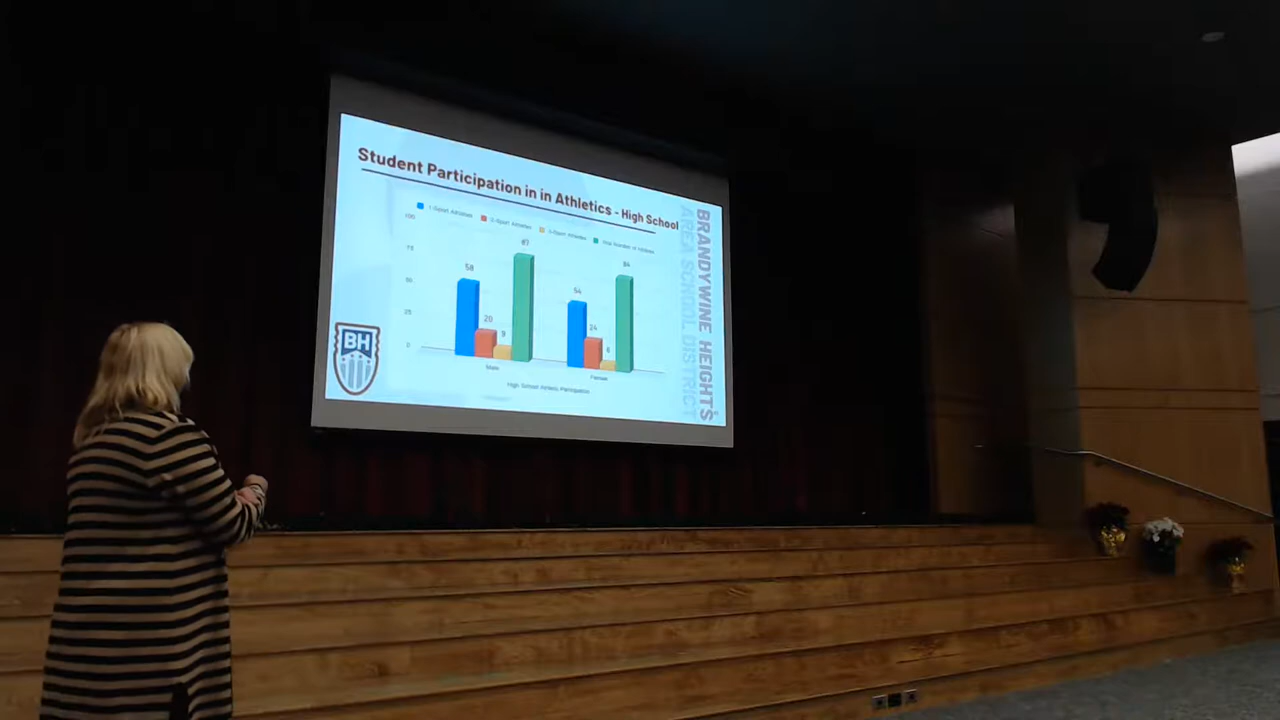 Student Participation in in Athletics - High School
1-Sport Athletes 2-Sport Athletes 3-Sport Athletes Total Number of Athletes
100
75
50
25
0
58
20
9
87
54
24
6
84
Male
Female
High School Athletic Participation
BH
BRANDYWINE HEIGHTS
AREA SCHOOL DISTRICT